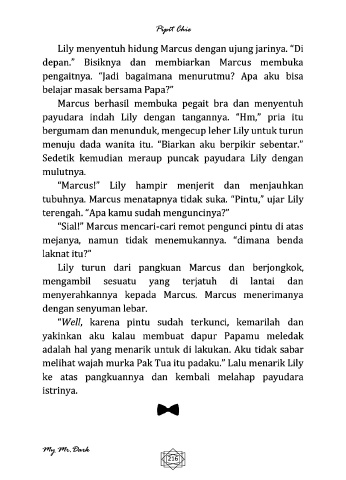 Pipit Chie
Lily menyentuh hidung Marcus dengan ujung jarinya. “Di
depan.” Bisiknya dan membiarkan Marcus membuka
pengaitnya. “Jadi bagaimana menurutmu? Apa aku bisa
belajar masak bersama Papa?”
Marcus berhasil membuka pegait bra dan menyentuh
payudara indah Lily dengan tangannya. “Hm,” pria itu
bergumam dan menunduk, mengecup leher Lily untuk turun
menuju dada wanita itu. “Biarkan aku berpikir sebentar.”
Sedetik kemudian meraup puncak payudara Lily dengan
mulutnya.
“Marcus!” Lily hampir menjerit dan menjauhkan
tubuhnya. Marcus menatapnya tidak suka. “Pintu,” ujar Lily
terengah. “Apa kamu sudah menguncinya?”
“Sial!” Marcus mencari-cari remot pengunci pintu di atas
mejanya, namun tidak menemukannya. “dimana benda
laknat itu?”
Lily turun dari pangkuan Marcus dan berjongkok,
mengambil sesuatu yang terjatuh di lantai dan
menyerahkannya kepada Marcus. Marcus menerimanya
dengan senyuman lebar.
“Well, karena pintu sudah terkunci, kemarilah dan
yakinkan aku kalau membuat dapur Papamu meledak
adalah hal yang menarik untuk di lakukan. Aku tidak sabar
melihat wajah murka Pak Tua itu padaku.” Lalu menarik Lily
ke atas pangkuannya dan kembali melahap payudara
istrinya.
My Mr. Dark
216